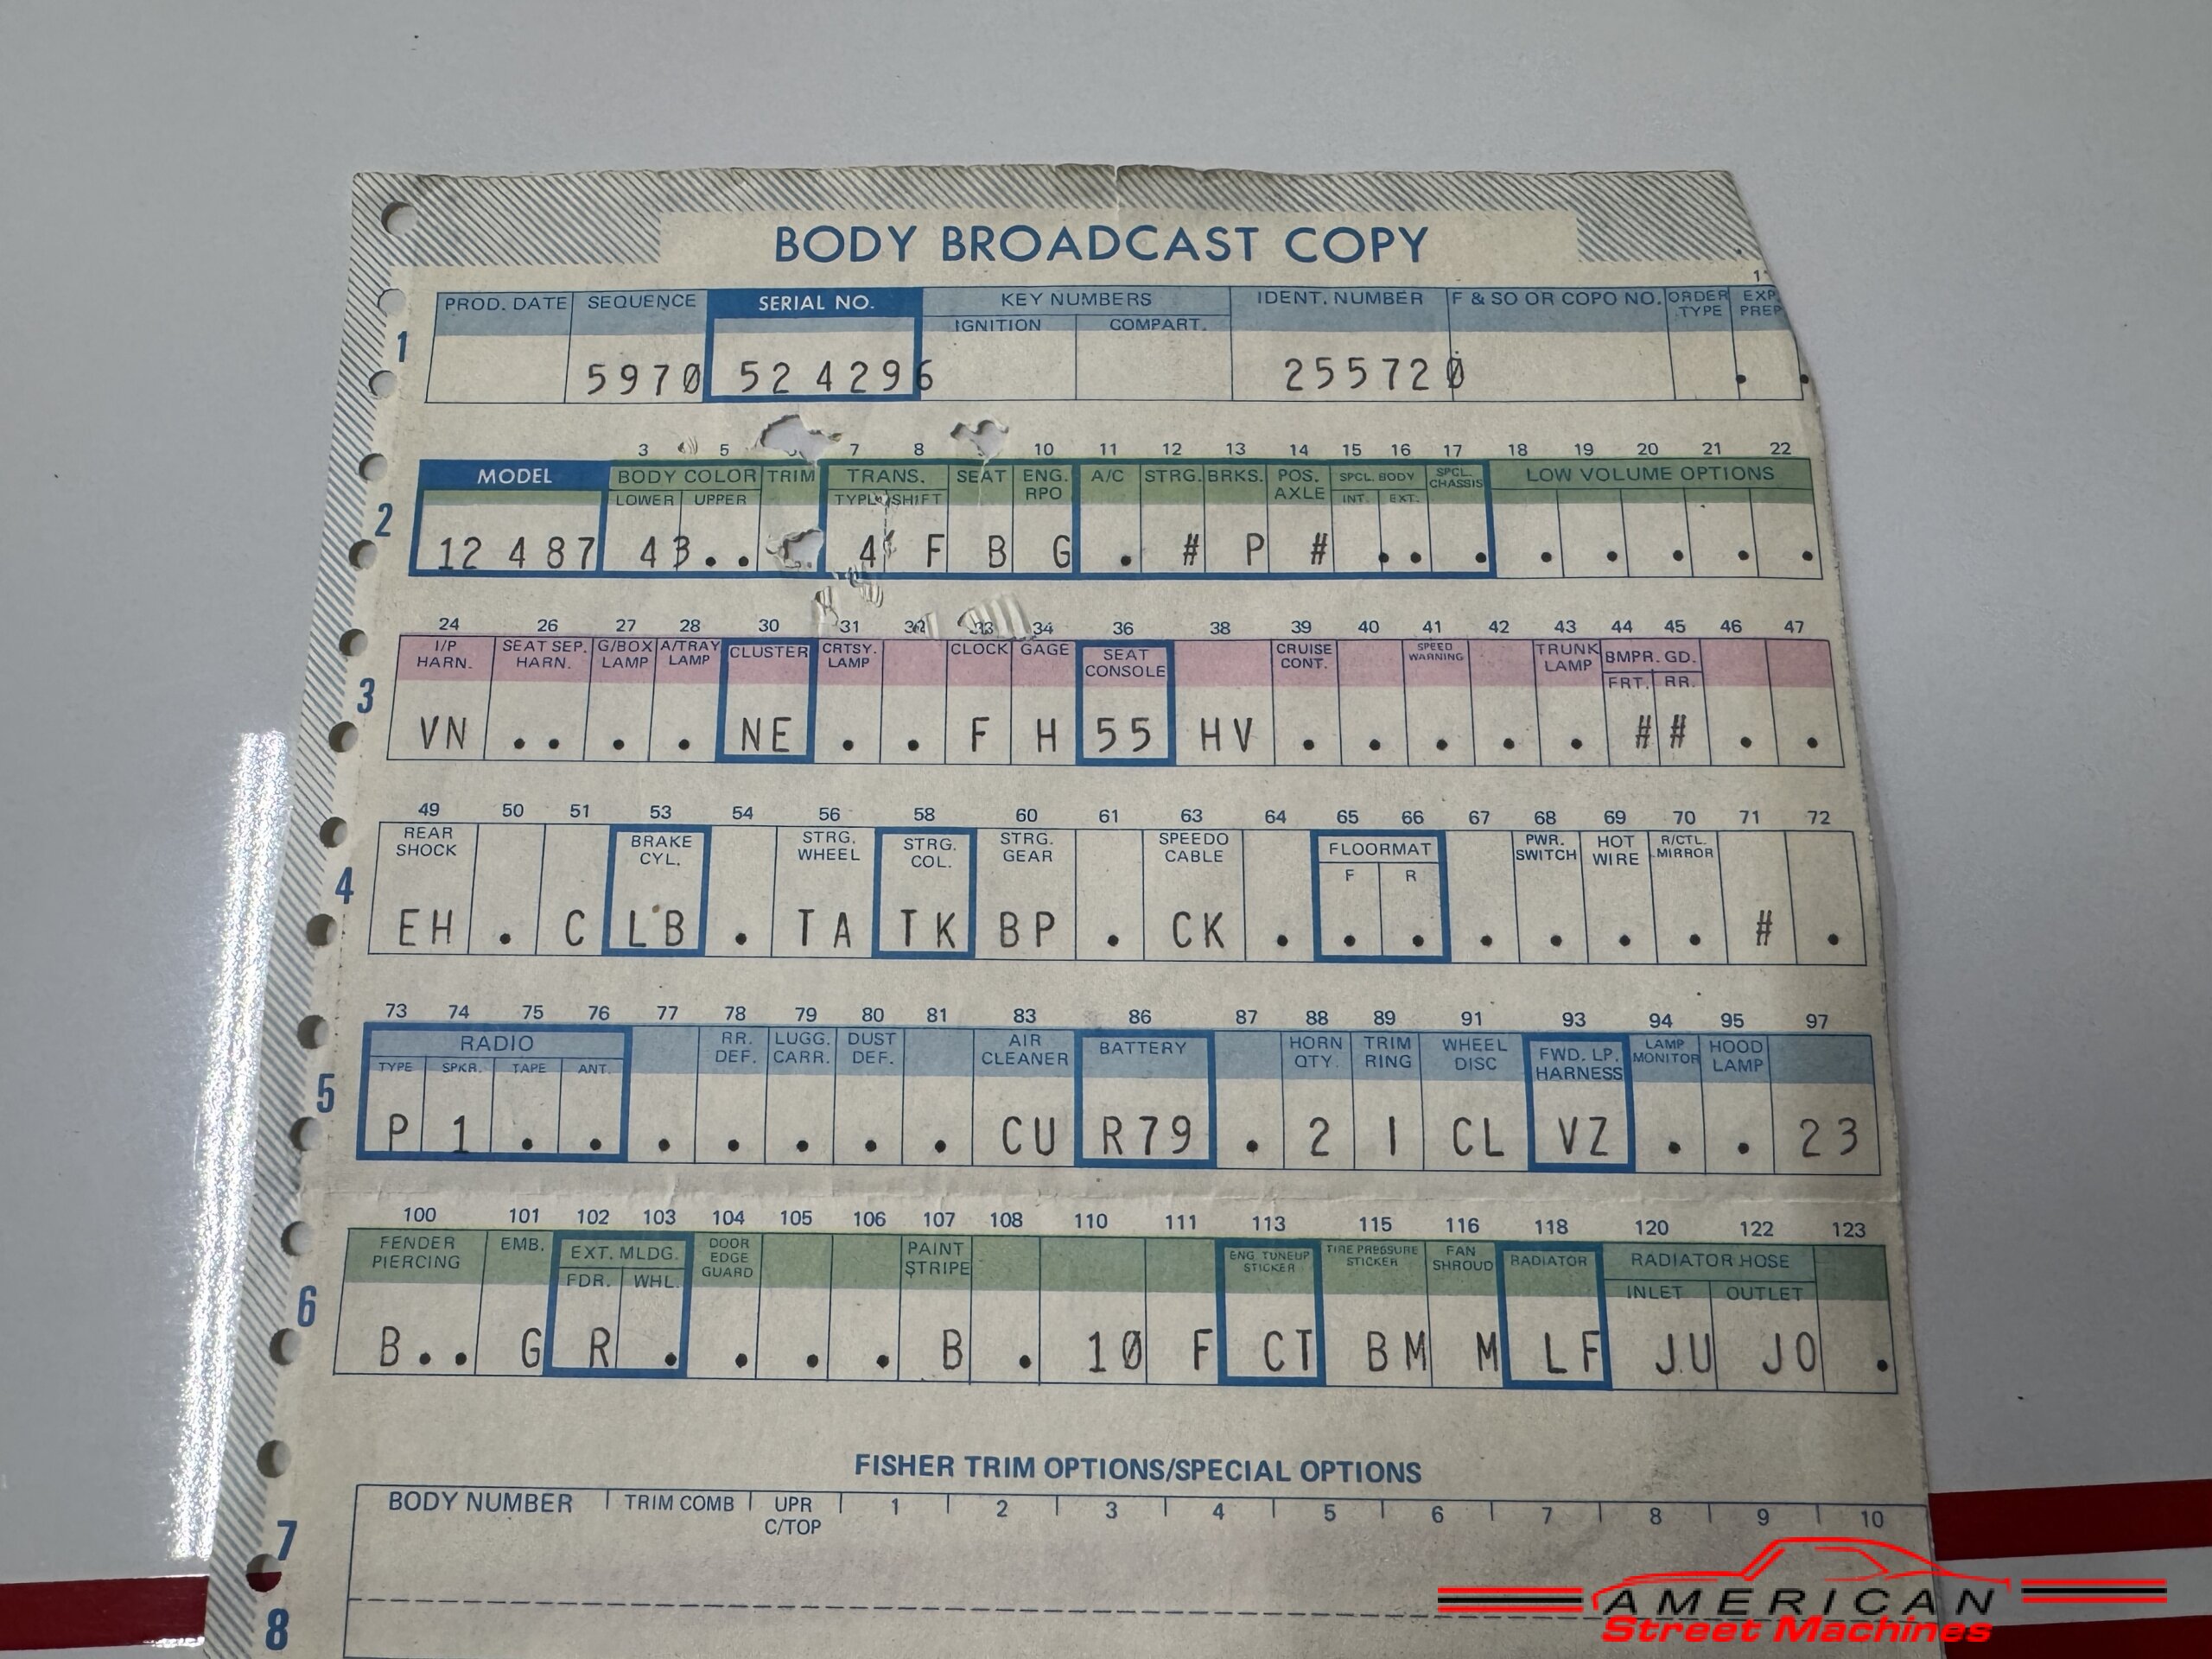 BODY BROADCAST COPY
PROD. DATE SEQUENCE SERIAL NO. KEY NUMBERS IDENT. NUMBER F & SO OR COPO NO. ORDER TYPE EXP. PREP
IGNITION COMPART.
1 5970 524296 255720 . .
3 5 7 8 10 11 12 13 14 15 16 17 18 19 20 21 22
MODEL BODY COLOR TRIM TRANS. SEAT ENG. RPO A/C STRG. BRKS. POS. AXLE SPCL. BODY SPCL. CHASSIS LOW VOLUME OPTIONS
LOWER UPPER TYPE SHIFT INT. EXT.
2 12487 43 . . 4 F B G . # P # . . . . . . . .
24 26 27 28 30 31 32 33 34 36 38 39 40 41 42 43 44 45 46 47
I/P HARN. SEAT SEP. HARN. G/BOX LAMP A/TRAY LAMP CLUSTER CRTSY. LAMP CLOCK GAGE SEAT CONSOLE CRUISE CONT. SPEED WARNING TRUNK LAMP BMPR. GD.
FRT. RR.
3 VN . . . . NE . . F H 55 HV . . . . . # # . .
49 50 51 53 54 56 58 60 61 63 64 65 66 67 68 69 70 71 72
REAR SHOCK BRAKE CYL. STRG. WHEEL STRG. COL. STRG. GEAR SPEEDO CABLE FLOORMAT PWR. SWITCH HOT WIRE R/CTL. MIRROR
F R
4 EH . C LB . TA TK BP . CK . . . . . . . # .
73 74 75 76 77 78 79 80 81 83 86 87 88 89 91 93 94 95 97
RADIO RR. DEF. LUGG. CARR. DUST DEF. AIR CLEANER BATTERY HORN QTY. TRIM RING WHEEL DISC FWD. LP. HARNESS LAMP MONITOR HOOD LAMP
TYPE SPKR. TAPE ANT.
5 P 1 . . . . . . . CU R79 . 2 1 CL VZ . . 23
100 101 102 103 104 105 106 107 108 110 111 113 115 116 118 120 122 123
FENDER PIERCING EMB. EXT. MLDG. DOOR EDGE GUARD PAINT STRIPE ENG. TUNEUP STICKER TIRE PRESSURE STICKER FAN SHROUD RADIATOR RADIATOR HOSE
FDR. WHL. INLET OUTLET
6 B . . G R . . . . B . 10 F CT BM M LF JU JO .
FISHER TRIM OPTIONS/SPECIAL OPTIONS
BODY NUMBER TRIM COMB UPR C/TOP 1 2 3 4 5 6 7 8 9 10
7
8
AMERICAN
Street Machines